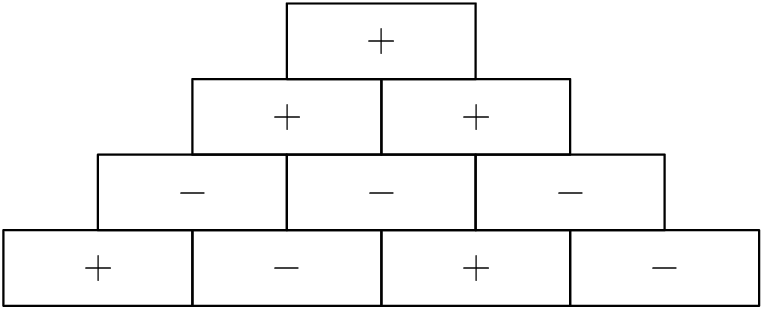 +
+ +
− − −
+ − + −